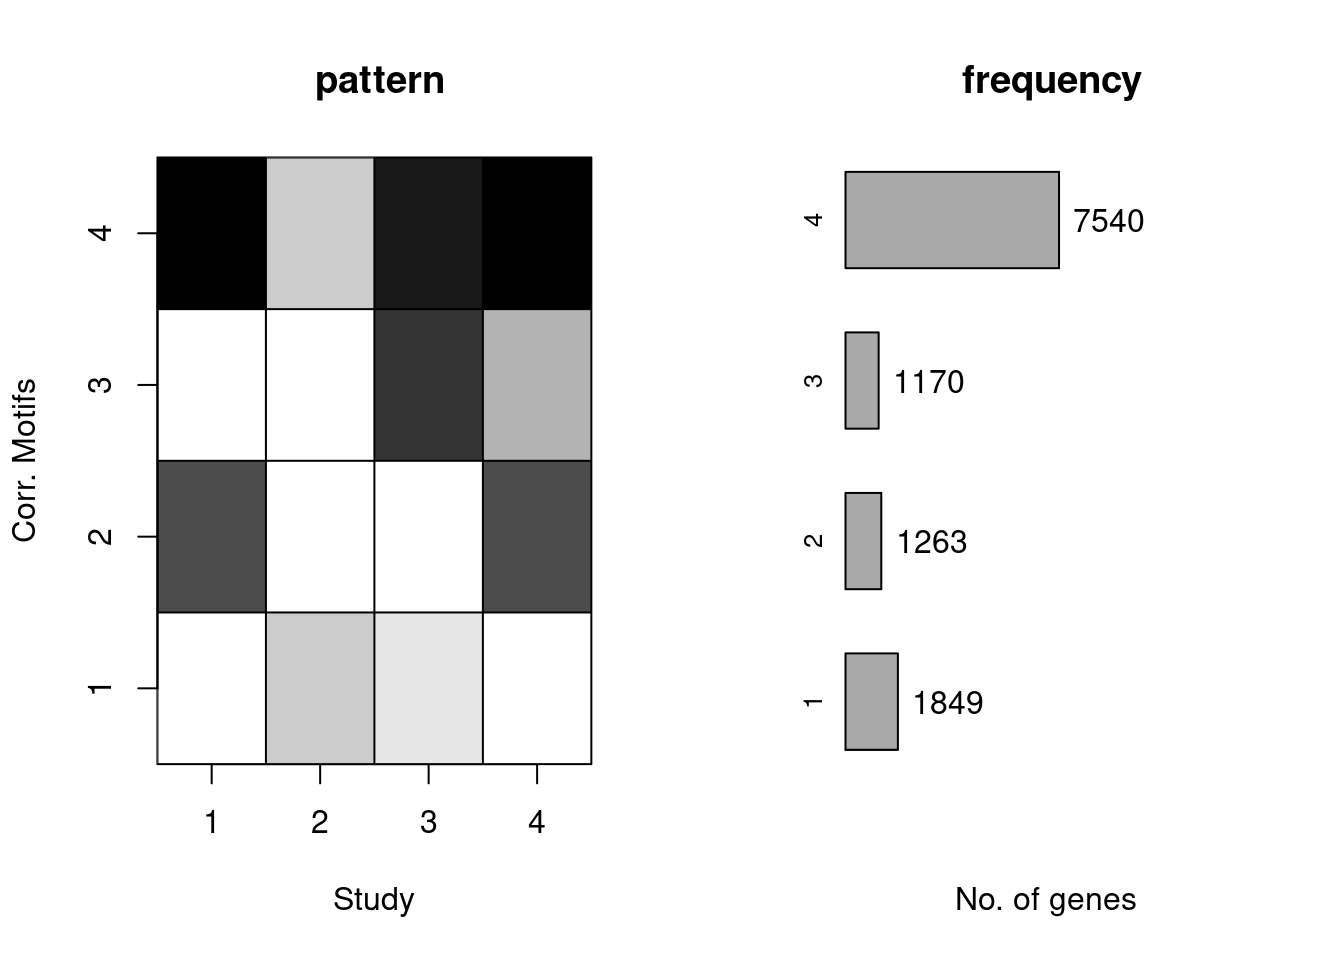 pattern
Corr. Motifs
4
3
2
1
1 2 3 4
Study
frequency
4 7540
3 1170
2 1263
1 1849
No. of genes